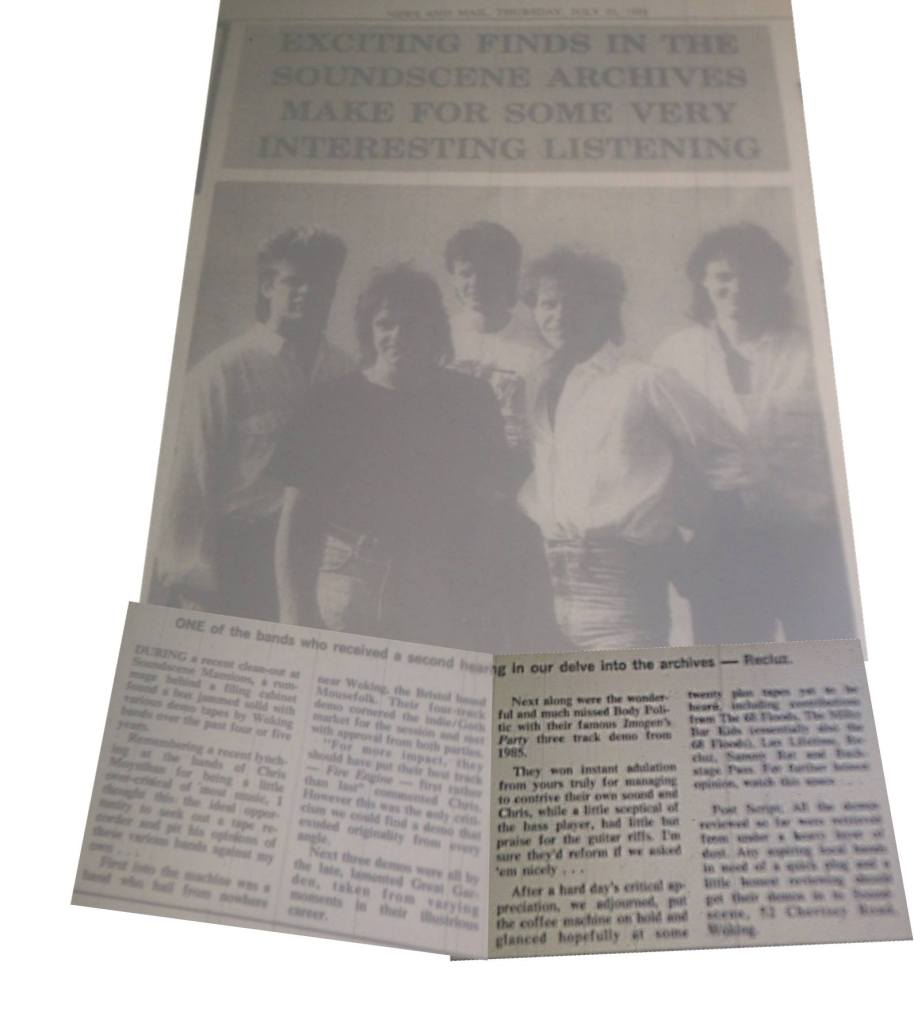 NEWS AND MAIL, THURSDAY, JULY
EXCITING FINDS IN THE
SOUNDSCENE ARCHIVES
MAKE FOR SOME VERY
INTERESTING LISTENING
ONE of the bands who received a second hearing in our delve into the archives — Recluz.
DURING a recent clean-out at
Soundscene Mansions, a rum-
mage behind a filing cabinet
found a box jammed solid with
various demo tapes by Woking
bands over the past four or five
years.
Remembering a recent lynch-
ing at the hands of Chris
Moynihan for being a little
over-critical of some music, I
thought this the ideal oppor-
tunity to seek out a tape re-
corder and pit his opinions of
these various bands against my
own . . .
First into the machine was a
band who hail from nowhere
near Woking, the Bristol based
Mousefolk. Their four-track
demo cornered the indie/Goth
market for the session and met
with approval from both parties.
"For more impact, they
should have put their best track
— Fire Engine — first rather
than last", commented Chris.
However this was the only criti-
cism we could find a demo that
exuded originality from every
angle.
Next three demos were all by
the late, lamented Great Gar-
den, taken from varying
moments in their illustrious
career.
Next along were the wonder-
ful and much missed Body Poli-
tic with their famous Imogen's
Party three track demo from
1985.
They won instant adulation
from yours truly for managing
to contrive their own sound and
Chris, while a little sceptical of
the bass player, had little but
praise for the guitar riffs. I'm
sure they'd reform if we asked
'em nicely . . .
After a hard day's critical ap-
preciation, we adjourned, put
the coffee machine on hold and
glanced hopefully at some
twenty plus tapes yet to be
heard, including contributions
from The 68 Floods, The Milk
Bar Kids (essentially also the
68 Floods), Les Re-
cluz, Sammy Rat and Back-
stage Pass. For further honest
opinion, watch this space . . .
Post Script. All the demos
reviewed so far were retrieved
from under a heavy layer of
dust. Any aspiring local bands
in need of a quick plug and a
little honest reviewing should
get their demos in to Sound-
scene, 52 Chertsey Road,
Woking.